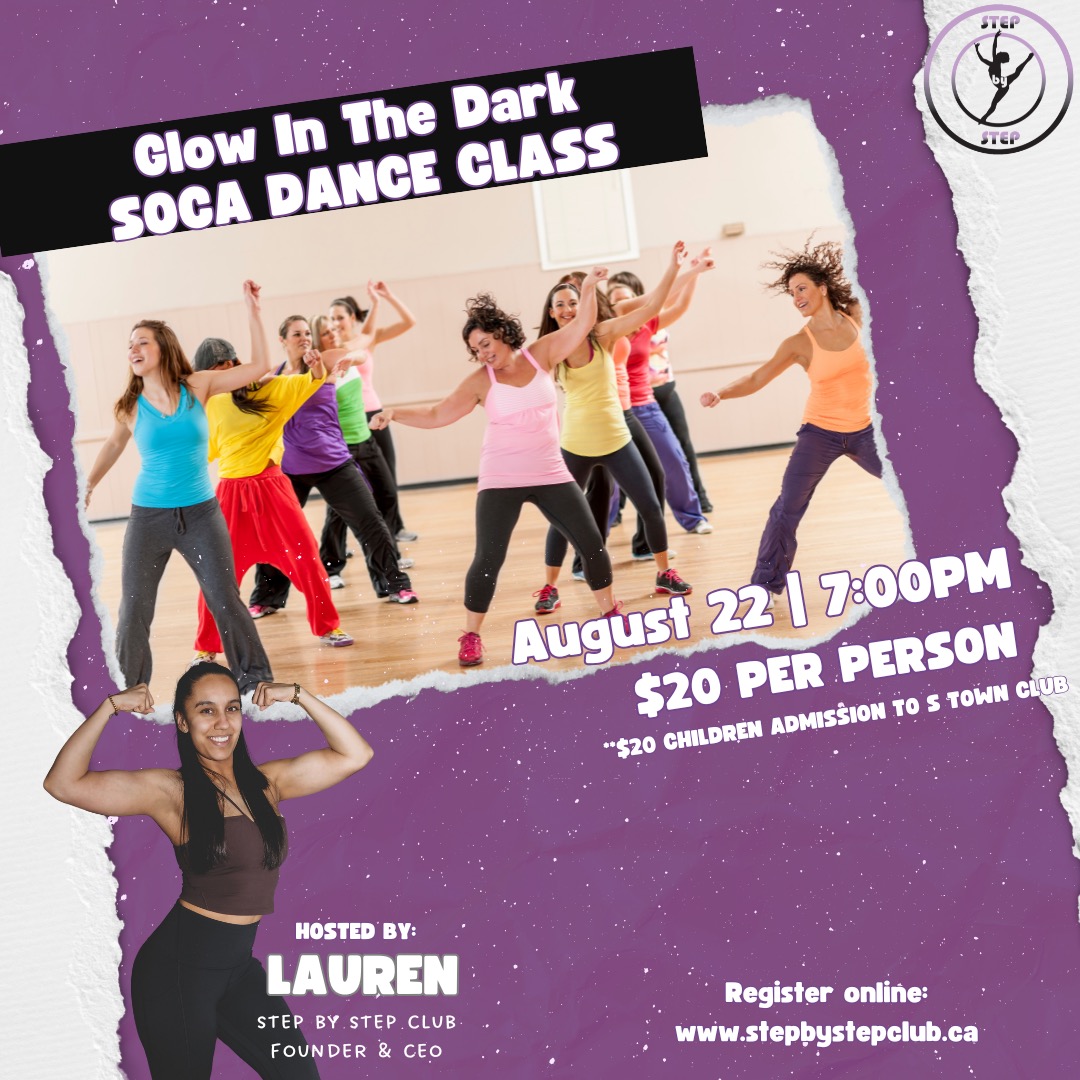 STEP
by
STEP
Glow In The Dark
SOCA DANCE CLASS
August 22 | 7:00PM
$20 PER PERSON
**$20 CHILDREN ADMISSION TO S TOWN CLUB
HOSTED BY:
LAUREN
STEP BY STEP CLUB
FOUNDER & CEO
Register online:
www.stepbystepclub.ca